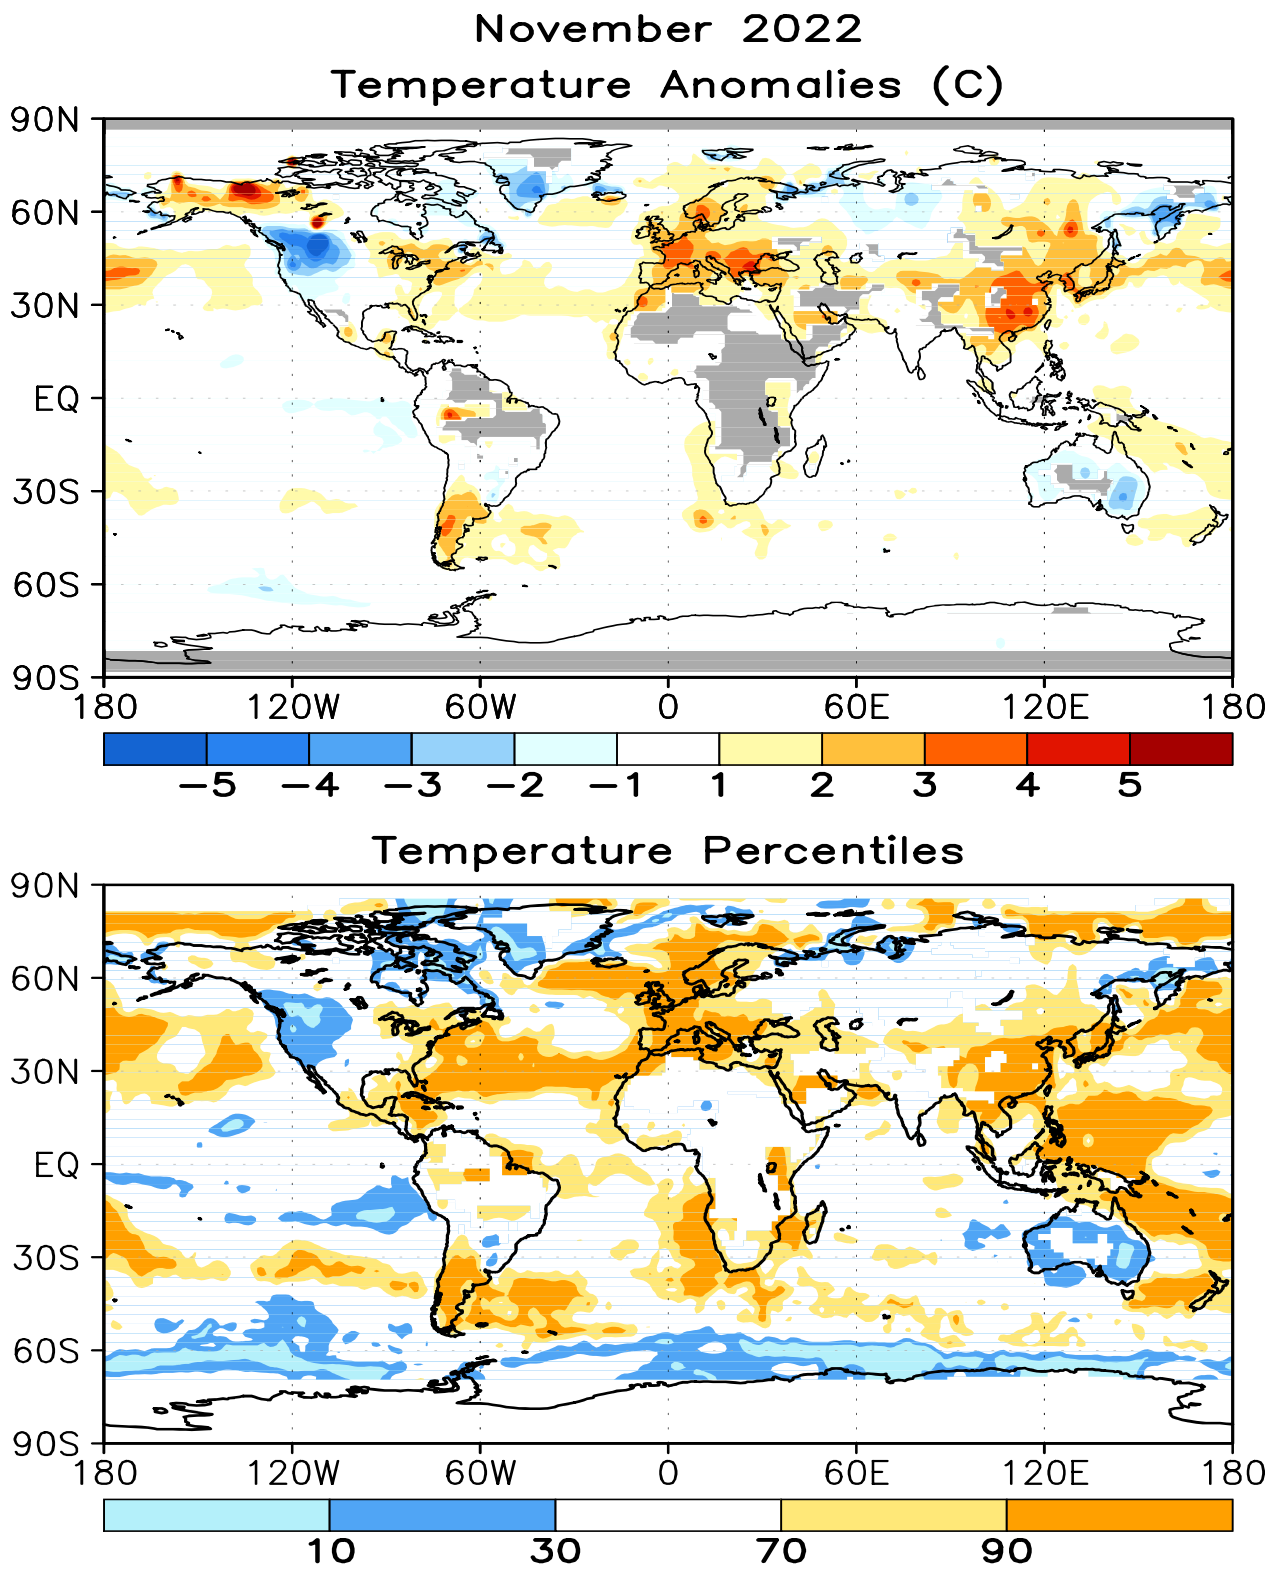 November 2022
Temperature Anomalies (C)
90N
60N
30N
EQ
30S
60S
90S
180 120W 60W 0 60E 120E 180
−5 −4 −3 −2 −1 1 2 3 4 5
Temperature Percentiles
90N
60N
30N
EQ
30S
60S
90S
180 120W 60W 0 60E 120E 180
10 30 70 90